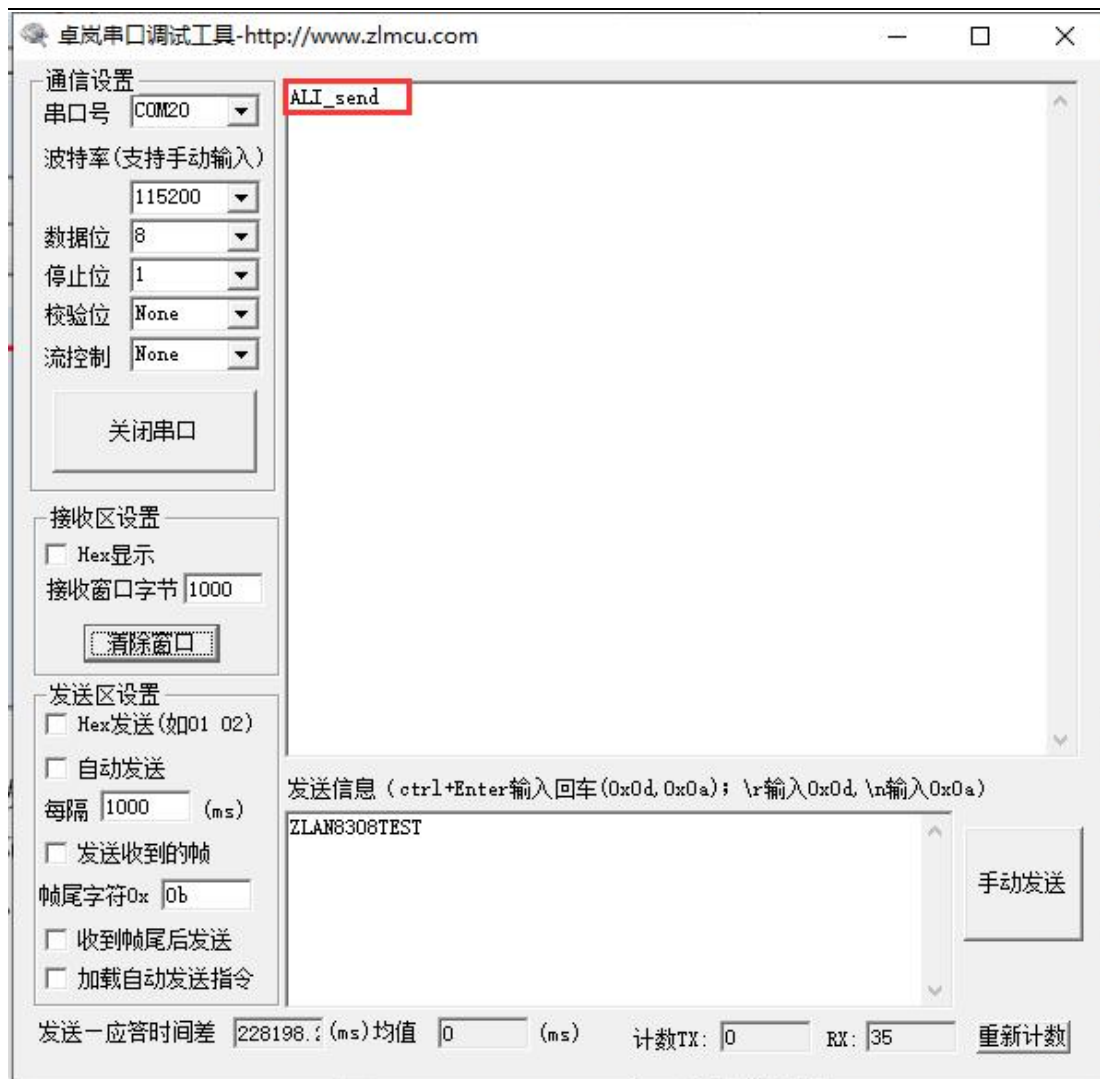 卓岚串口调试工具-http://www.zlmcu.com
通信设置
串口号 COM20
波特率(支持手动输入)
115200
数据位 8
停止位 1
校验位 None
流控制 None
关闭串口
接收区设置
Hex显示
接收窗口字节 1000
清除窗口
发送区设置
Hex发送(如01 02)
自动发送
每隔 1000 (ms)
发送收到的帧
帧尾字符0x 0b
收到帧尾后发送
加载自动发送指令
ALI_send
发送信息(ctrl+Enter输入回车(0x0d,0x0a); \r输入0x0d,\n输入0x0a)
ZLAN8308TEST
手动发送
发送一应答时间差 228198. (ms)均值 0 (ms) 计数TX: 0 RX: 35 重新计数